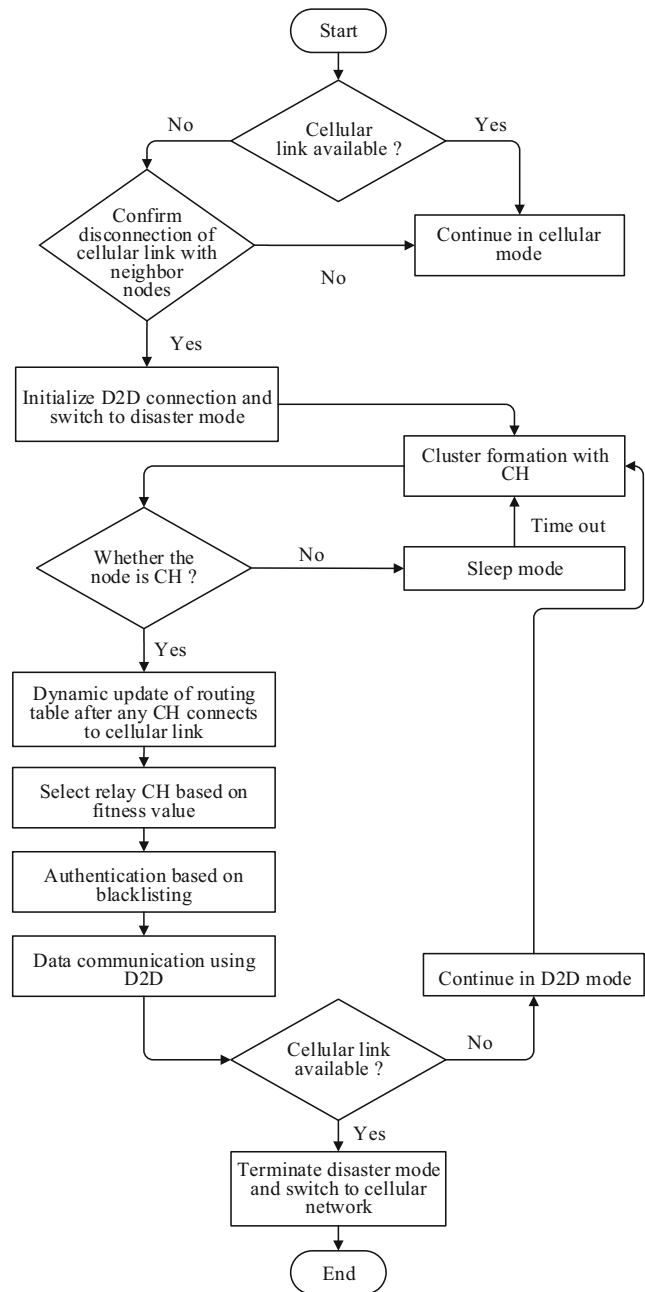 Start
No
Cellular
link available ?
Yes
Confirm
disconnection of
cellular link with
neighbor
nodes
Continue in cellular
mode
No
Yes
Initialize D2D connection and
switch to disaster mode
Cluster formation with
CH
Time out
Whether the
node is CH ?
No
Sleep mode
Yes
Dynamic update of routing
table after any CH connects
to cellular link
Select relay CH based on
fitness value
Authentication based on
blacklisting
Data communication using
D2D
Continue in D2D mode
Cellular link
available ?
No
Yes
Terminate disaster mode
and switch to cellular
network
End